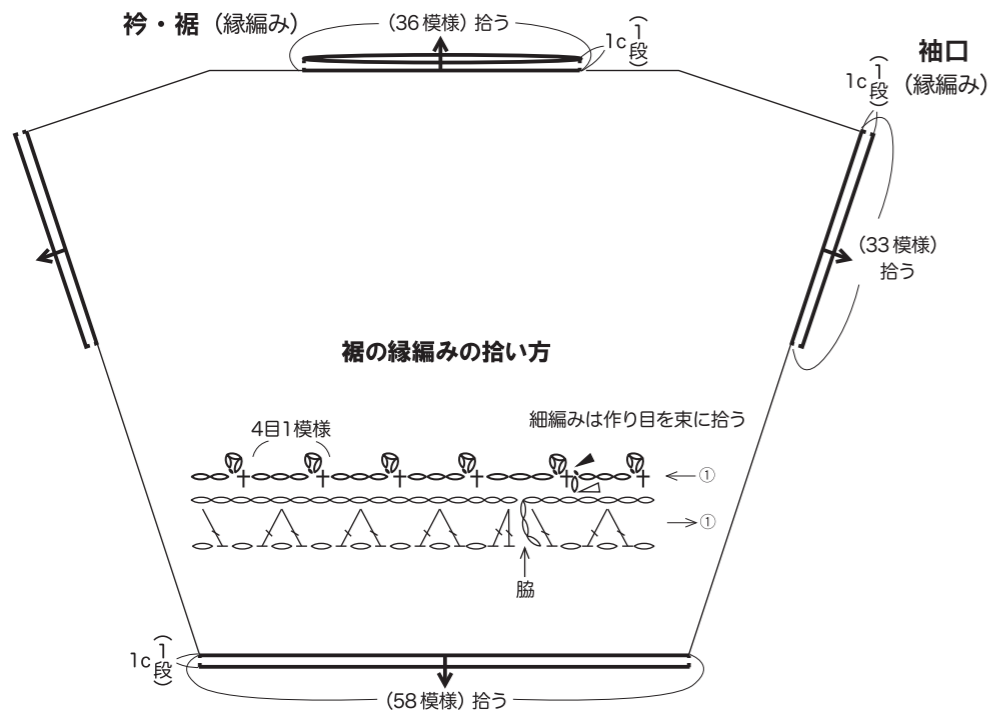 衿・裾（縁編み）
（36模様）拾う
1c（1段）
袖口
（縁編み）
1c（1段）
（33模様）
拾う
裾の縁編みの拾い方
細編みは作り目を束に拾う
4目1模様
←①
→①
脇
1c（1段）
（58模様）拾う